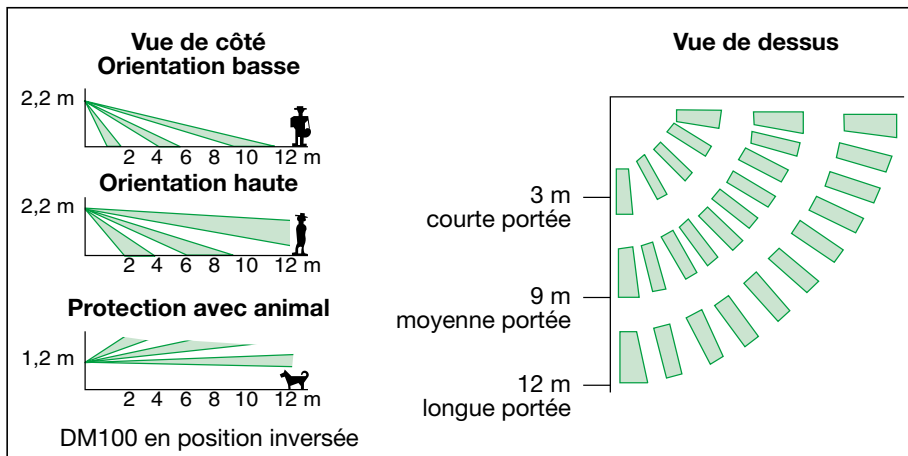 Vue de côté
Orientation basse
2,2 m
2 4 6 8 10 12 m
Orientation haute
2,2 m
2 4 6 8 10 12 m
Protection avec animal
1,2 m
2 4 6 8 10 12 m
DM100 en position inversée
Vue de dessus
3 m
courte portée
9 m
moyenne portée
12 m
longue portée